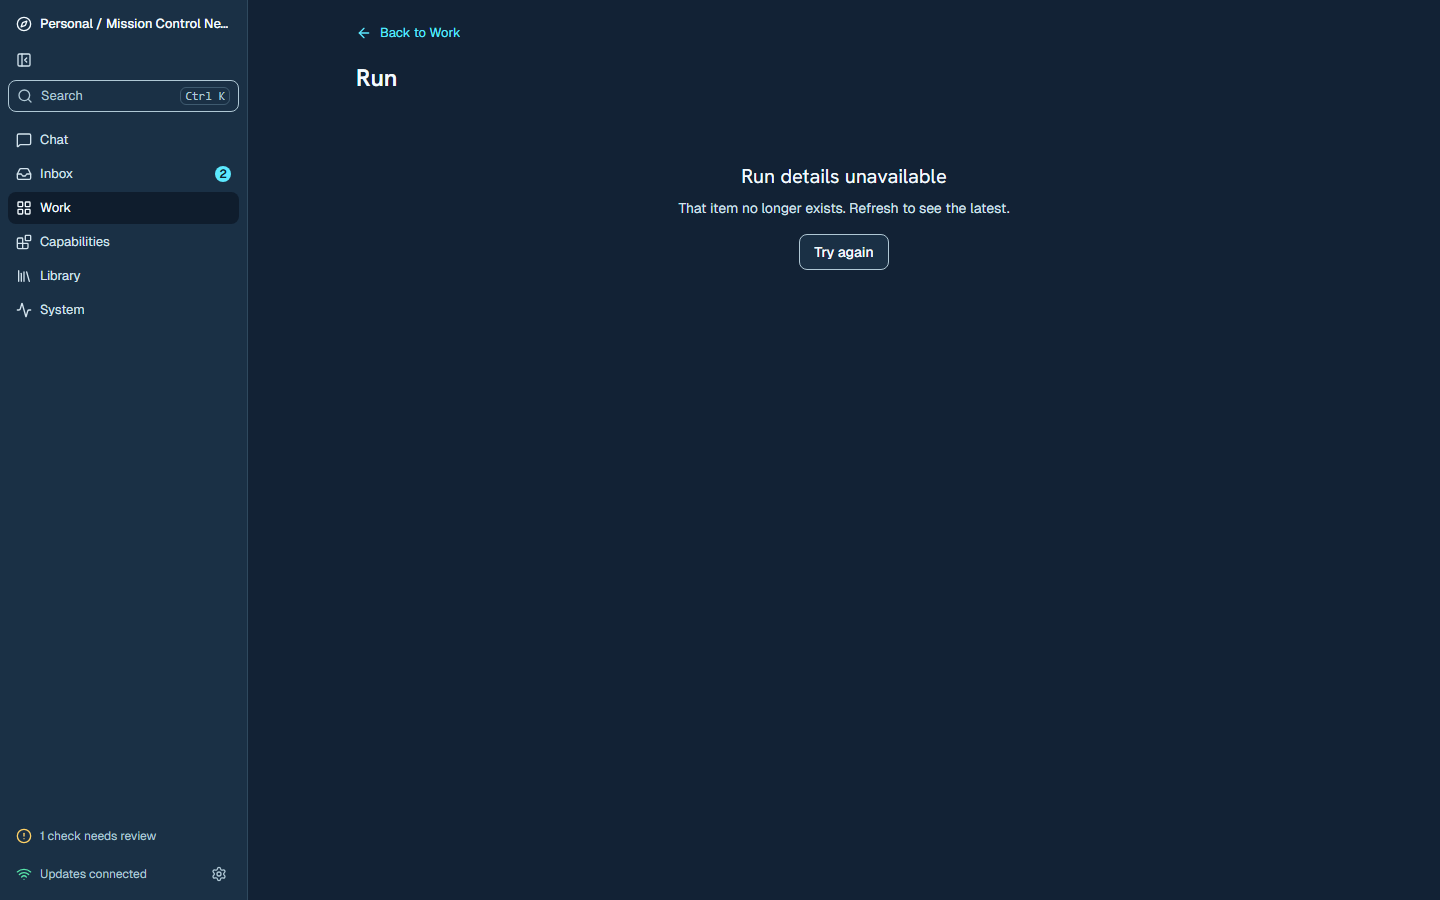 Personal / Mission Control Ne...
Search
Ctrl K
Chat
Inbox
2
Work
Capabilities
Library
System
1 check needs review
Updates connected
Back to Work
Run
Run details unavailable
That item no longer exists. Refresh to see the latest.
Try again